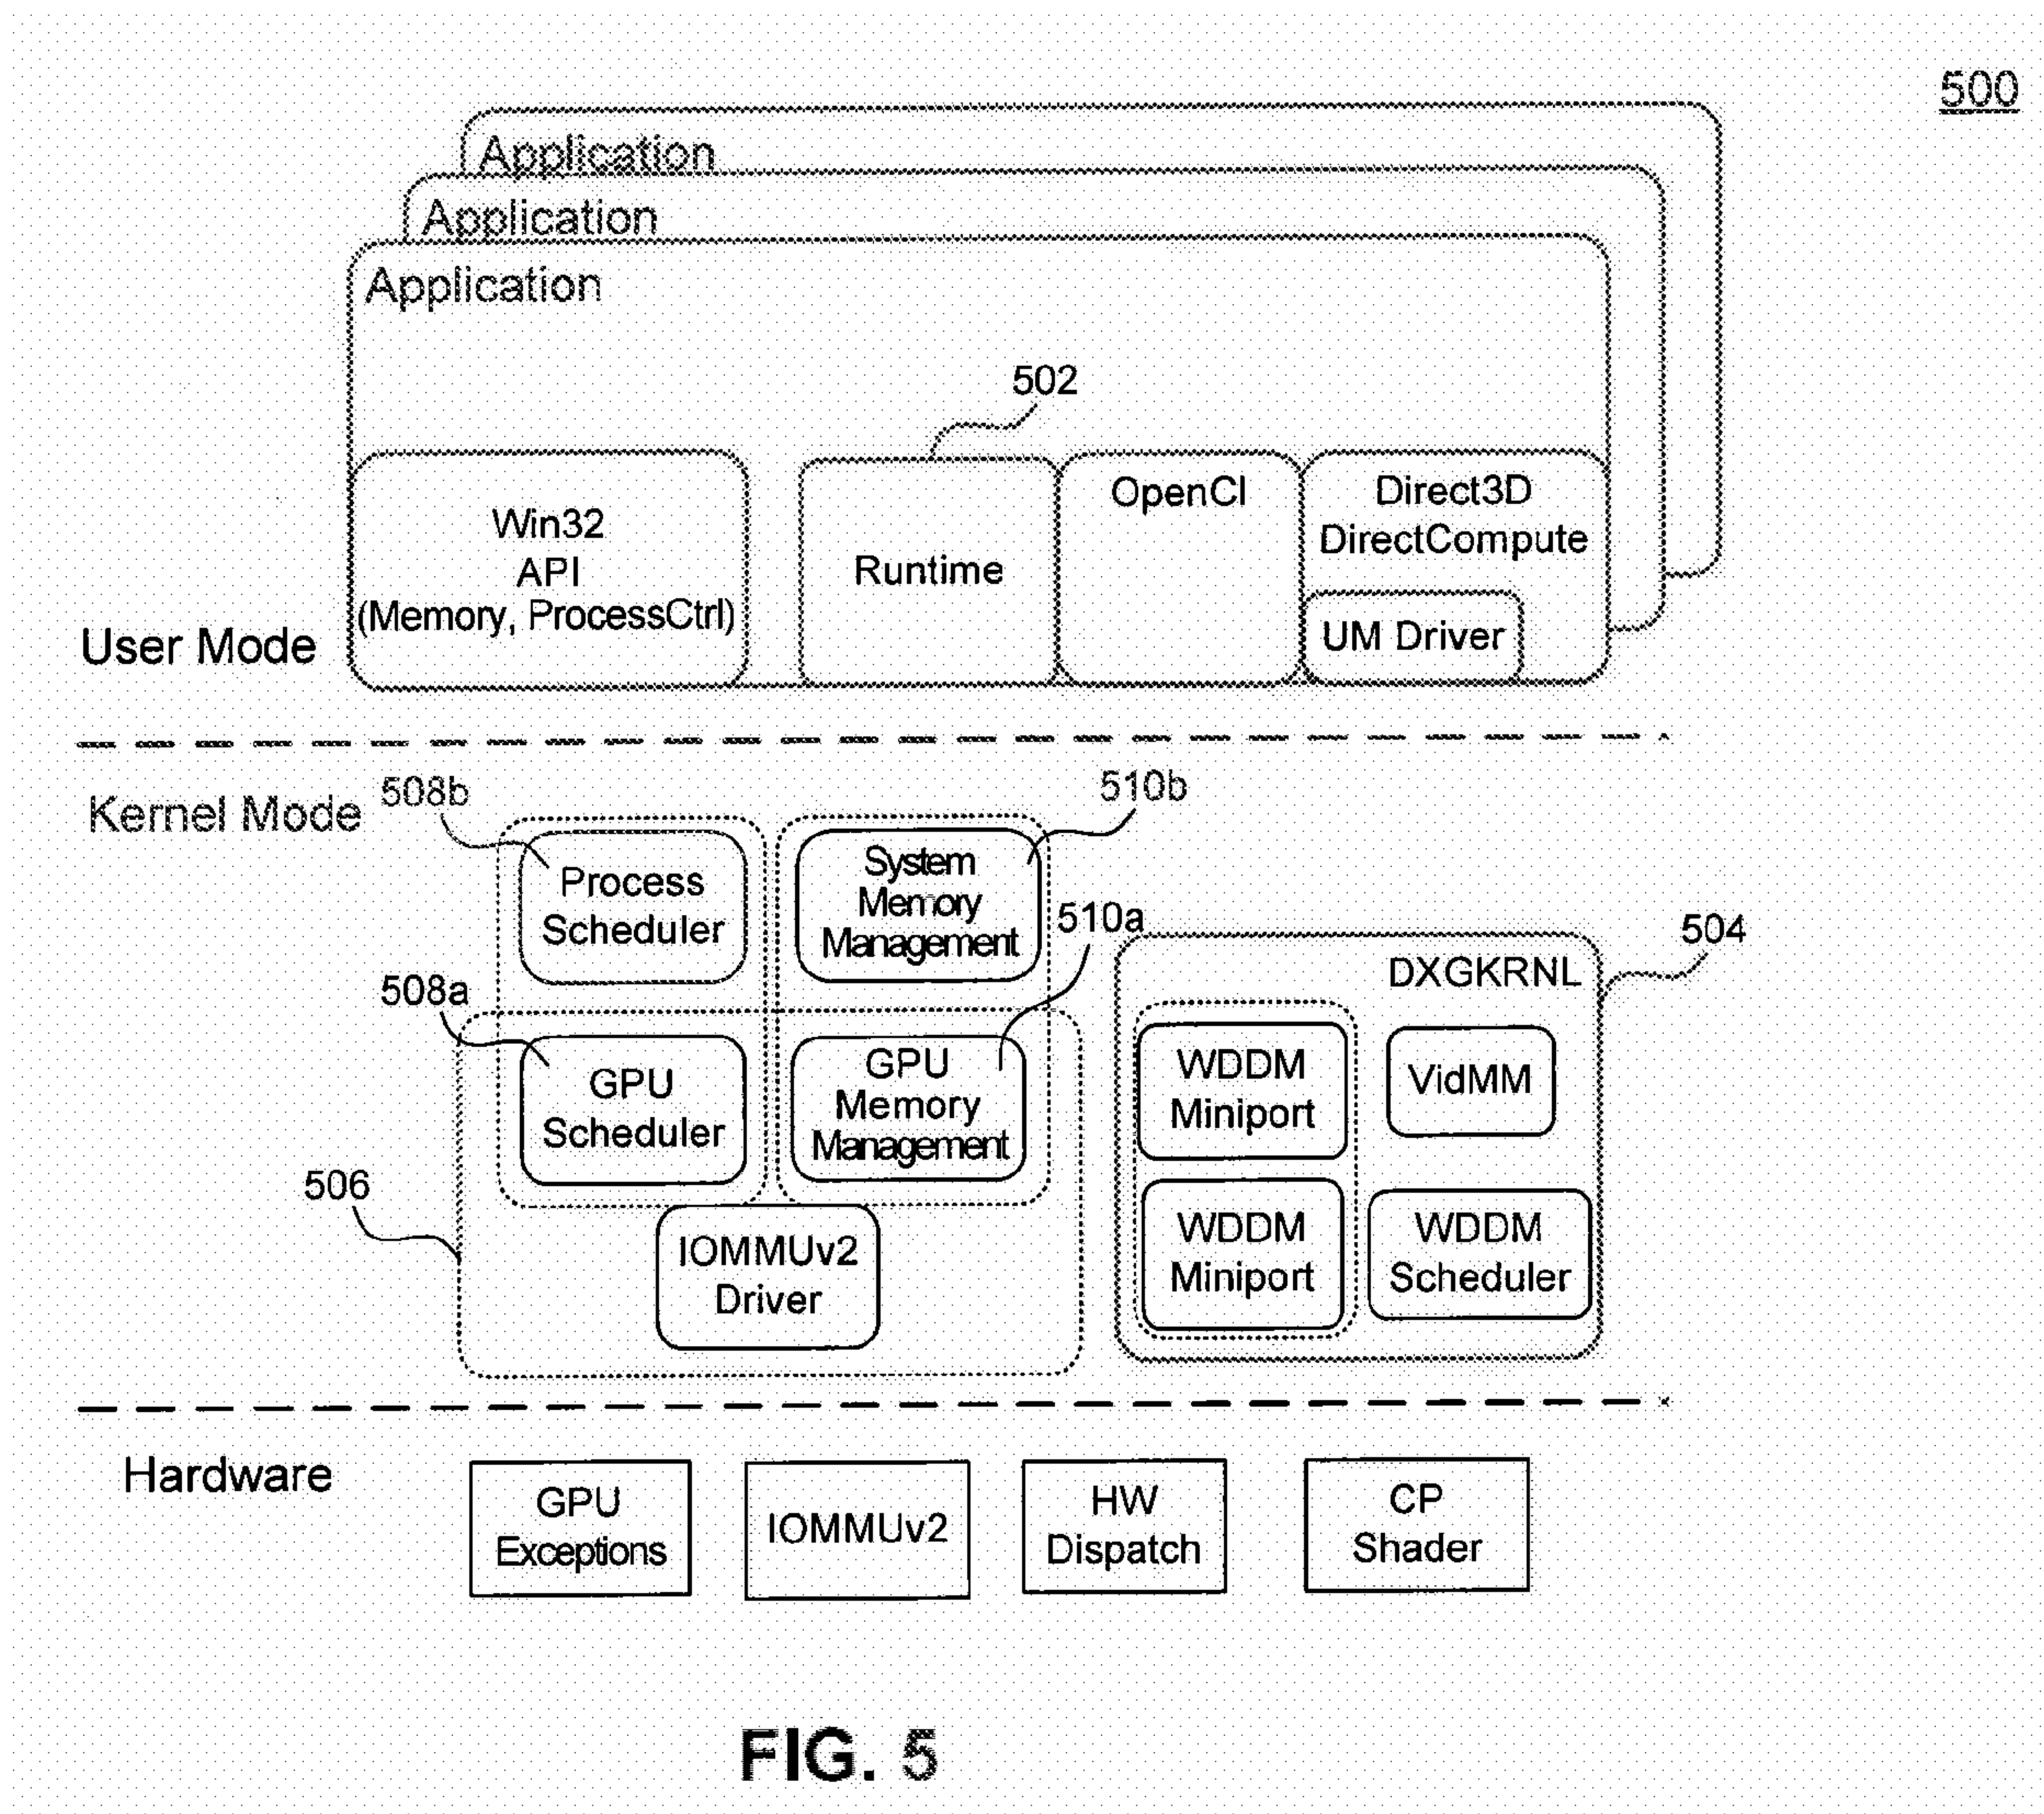 500
Application
Application
Application
502
Win32
API
(Memory, ProcessCtrl)
Runtime
OpenCl
Direct3D
DirectCompute
UM Driver
User Mode
Kernel Mode
508b
510b
Process
Scheduler
System
Memory
Management
510a
504
DXGKRNL
508a
GPU
Scheduler
GPU
Memory
Management
WDDM
Miniport
VidMM
506
IOMMUv2
Driver
WDDM
Miniport
WDDM
Scheduler
Hardware
GPU
Exceptions
IOMMUv2
HW
Dispatch
CP
Shader
FIG. 5